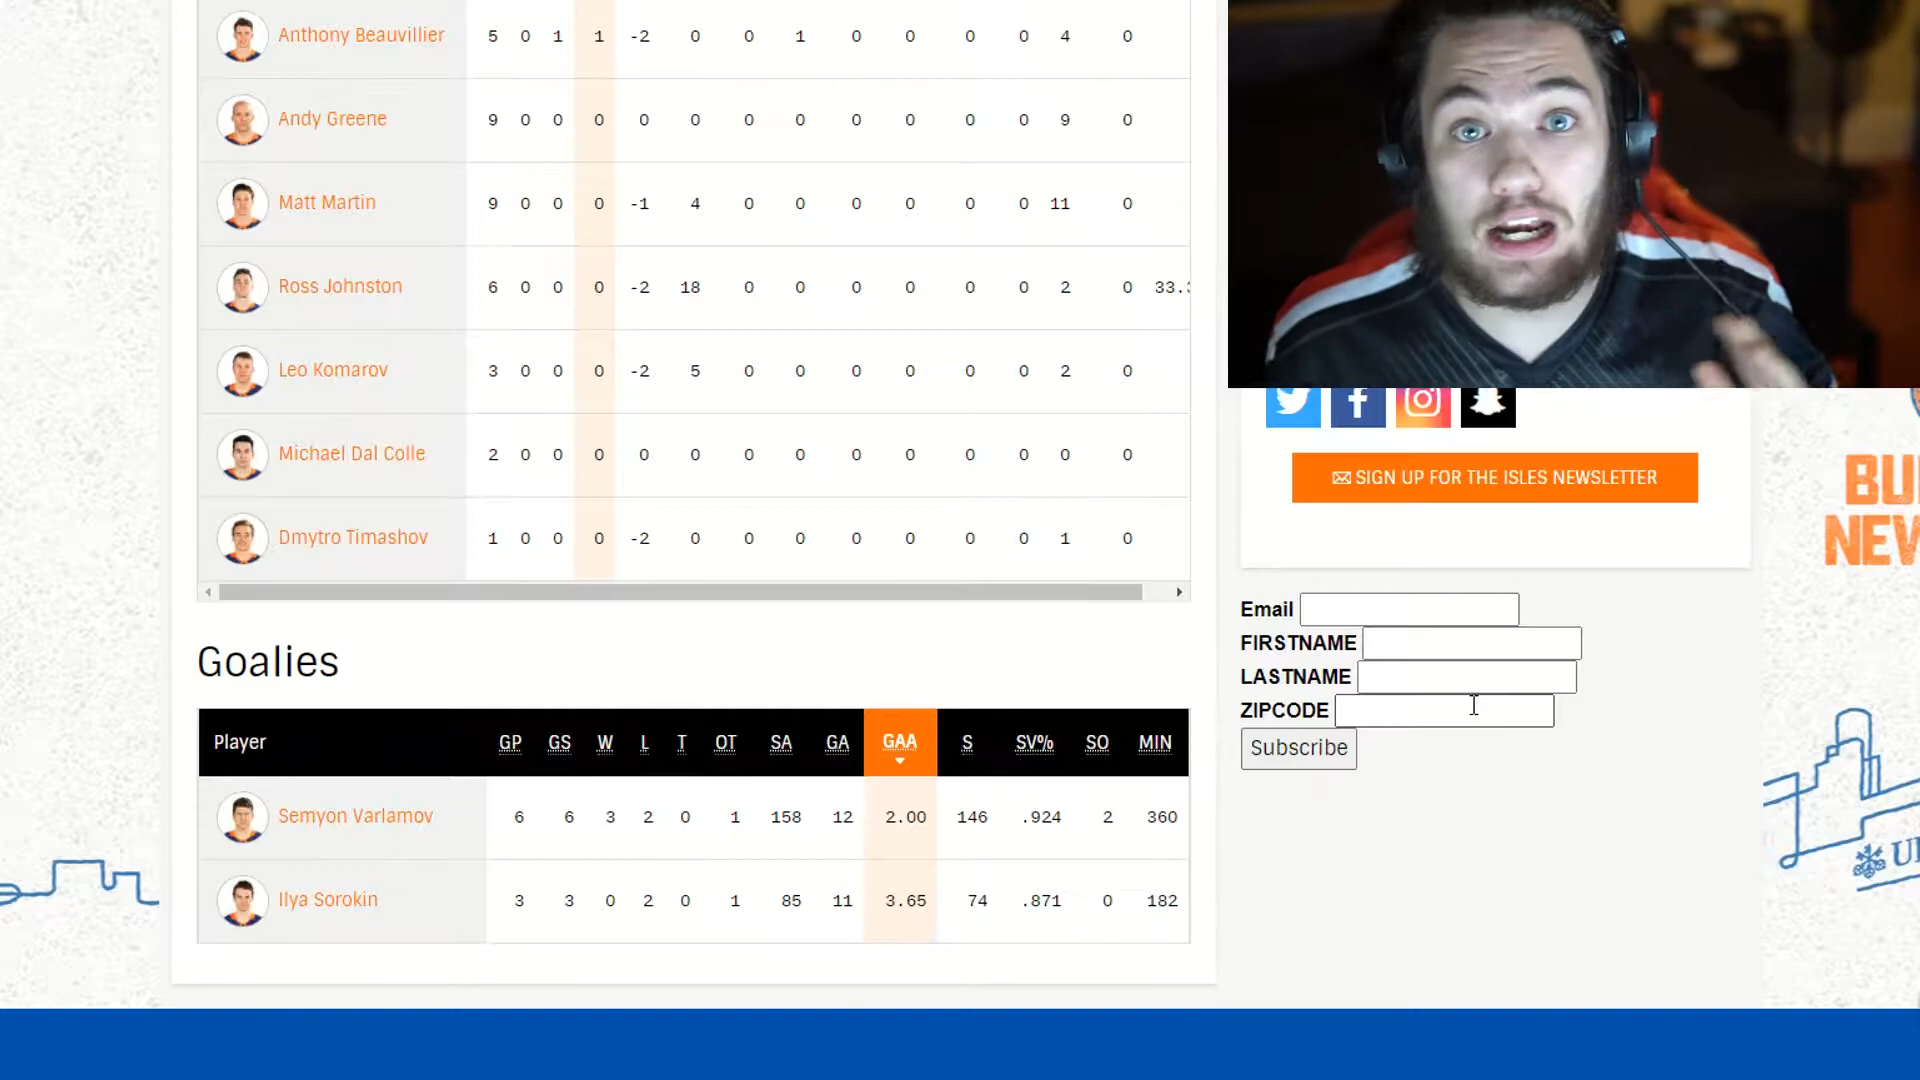 Anthony Beauvillier 5 0 1 1 -2 0 0 1 0 0 0 0 4 0
Andy Greene 9 0 0 0 0 0 0 0 0 0 0 0 9 0
Matt Martin 9 0 0 0 -1 4 0 0 0 0 0 0 11 0
Ross Johnston 6 0 0 0 -2 18 0 0 0 0 0 0 2 0 33.3
Leo Komarov 3 0 0 0 -2 5 0 0 0 0 0 0 2 0
Michael Dal Colle 2 0 0 0 0 0 0 0 0 0 0 0 0 0
Dmytro Timashov 1 0 0 0 -2 0 0 0 0 0 0 0 1 0
Goalies
Player GP GS W L T OT SA GA GAA S SV% SO MIN
Semyon Varlamov 6 6 3 2 0 1 158 12 2.00 146 .924 2 360
Ilya Sorokin 3 3 0 2 0 1 85 11 3.65 74 .871 0 182
SIGN UP FOR THE ISLES NEWSLETTER
Email
FIRSTNAME
LASTNAME
ZIPCODE
Subscribe
BU
NEW